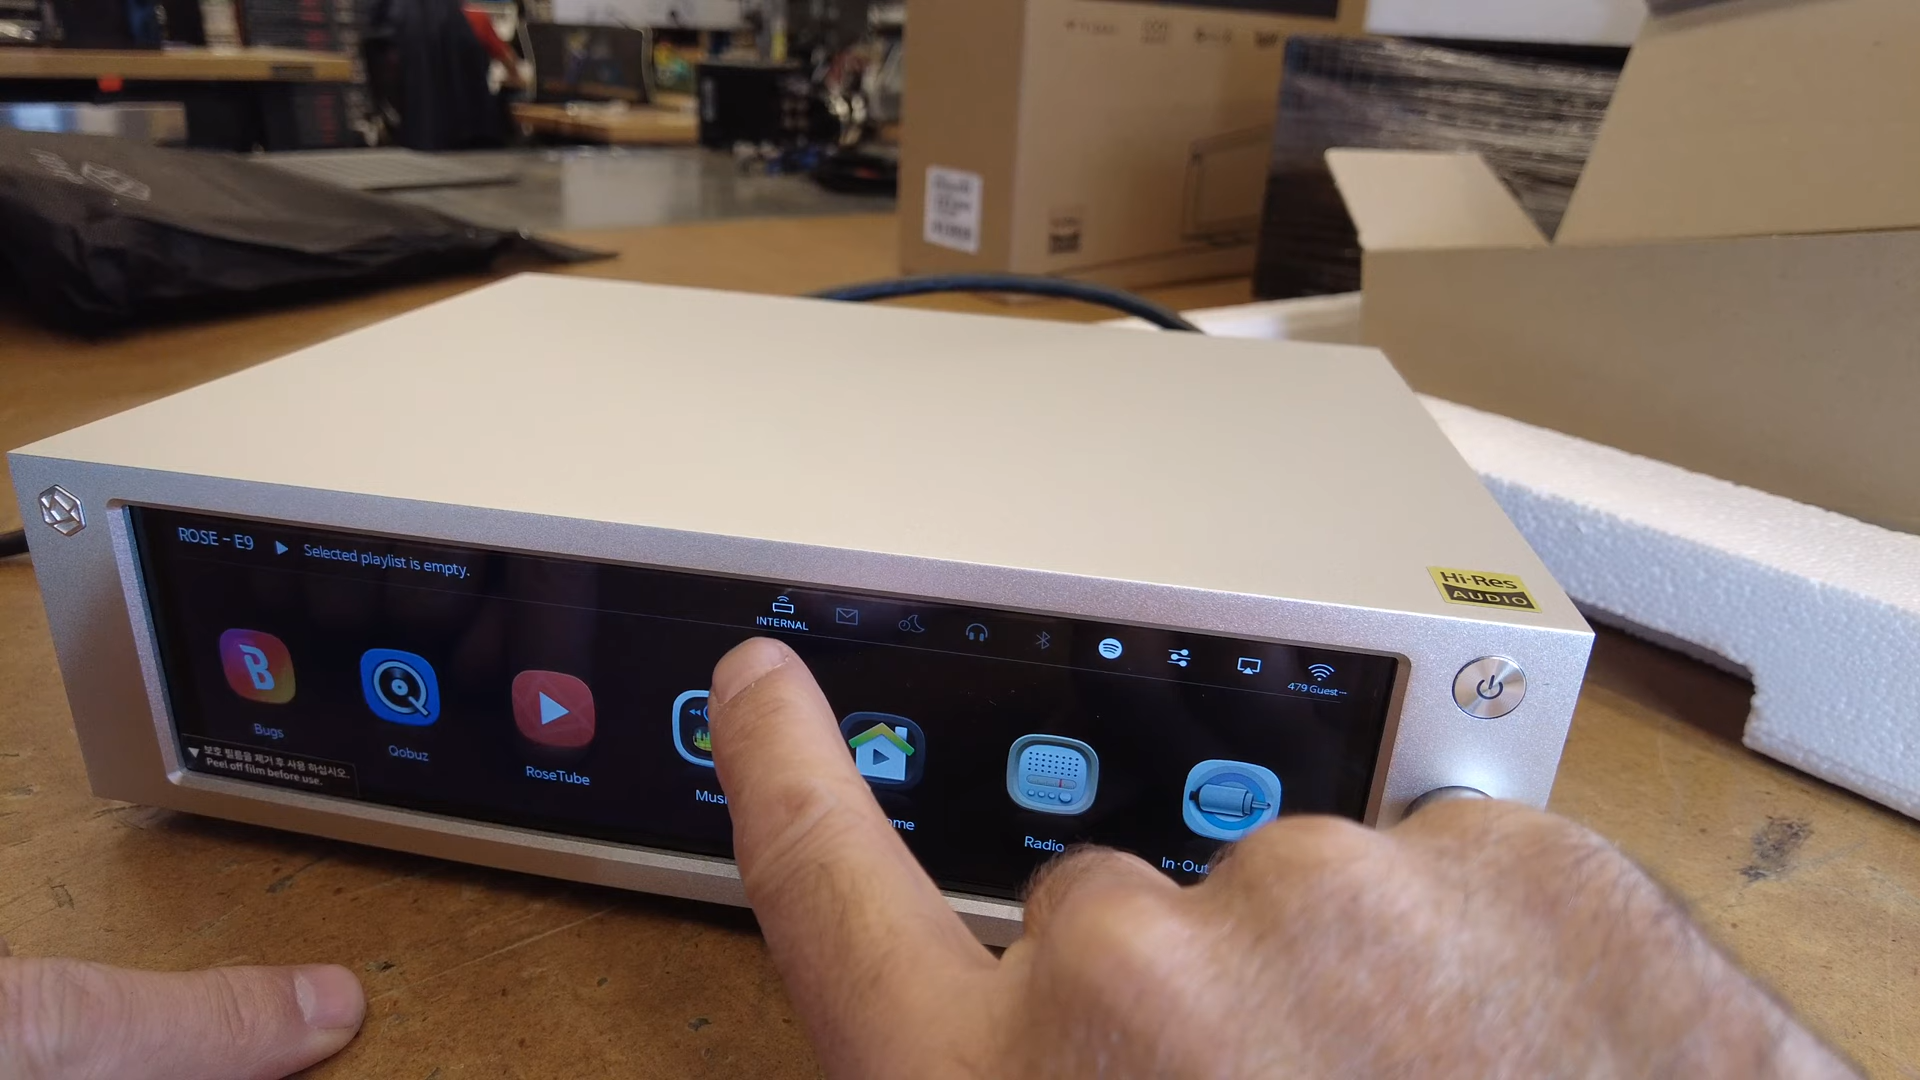 ROSE - E9 ▶ Selected playlist is empty.
INTERNAL
479 Guest...
Hi-Res
AUDIO
Bugs
Qobuz
RoseTube
Radio
In·Out
보호 필름을 제거 후 사용 하십시오.
Peel off film before use.